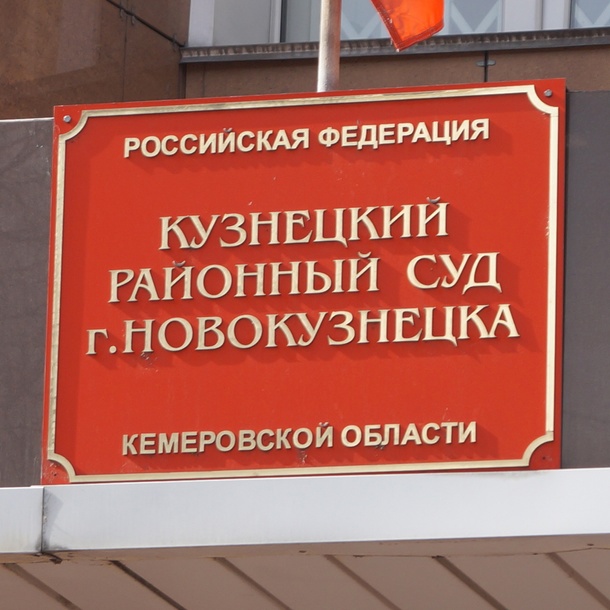 РОССИЙСКАЯ ФЕДЕРАЦИЯ
КУЗНЕЦКИЙ
РАЙОННЫЙ СУД
г.НОВОКУЗНЕЦКА
КЕМЕРОВСКОЙ ОБЛАСТИ